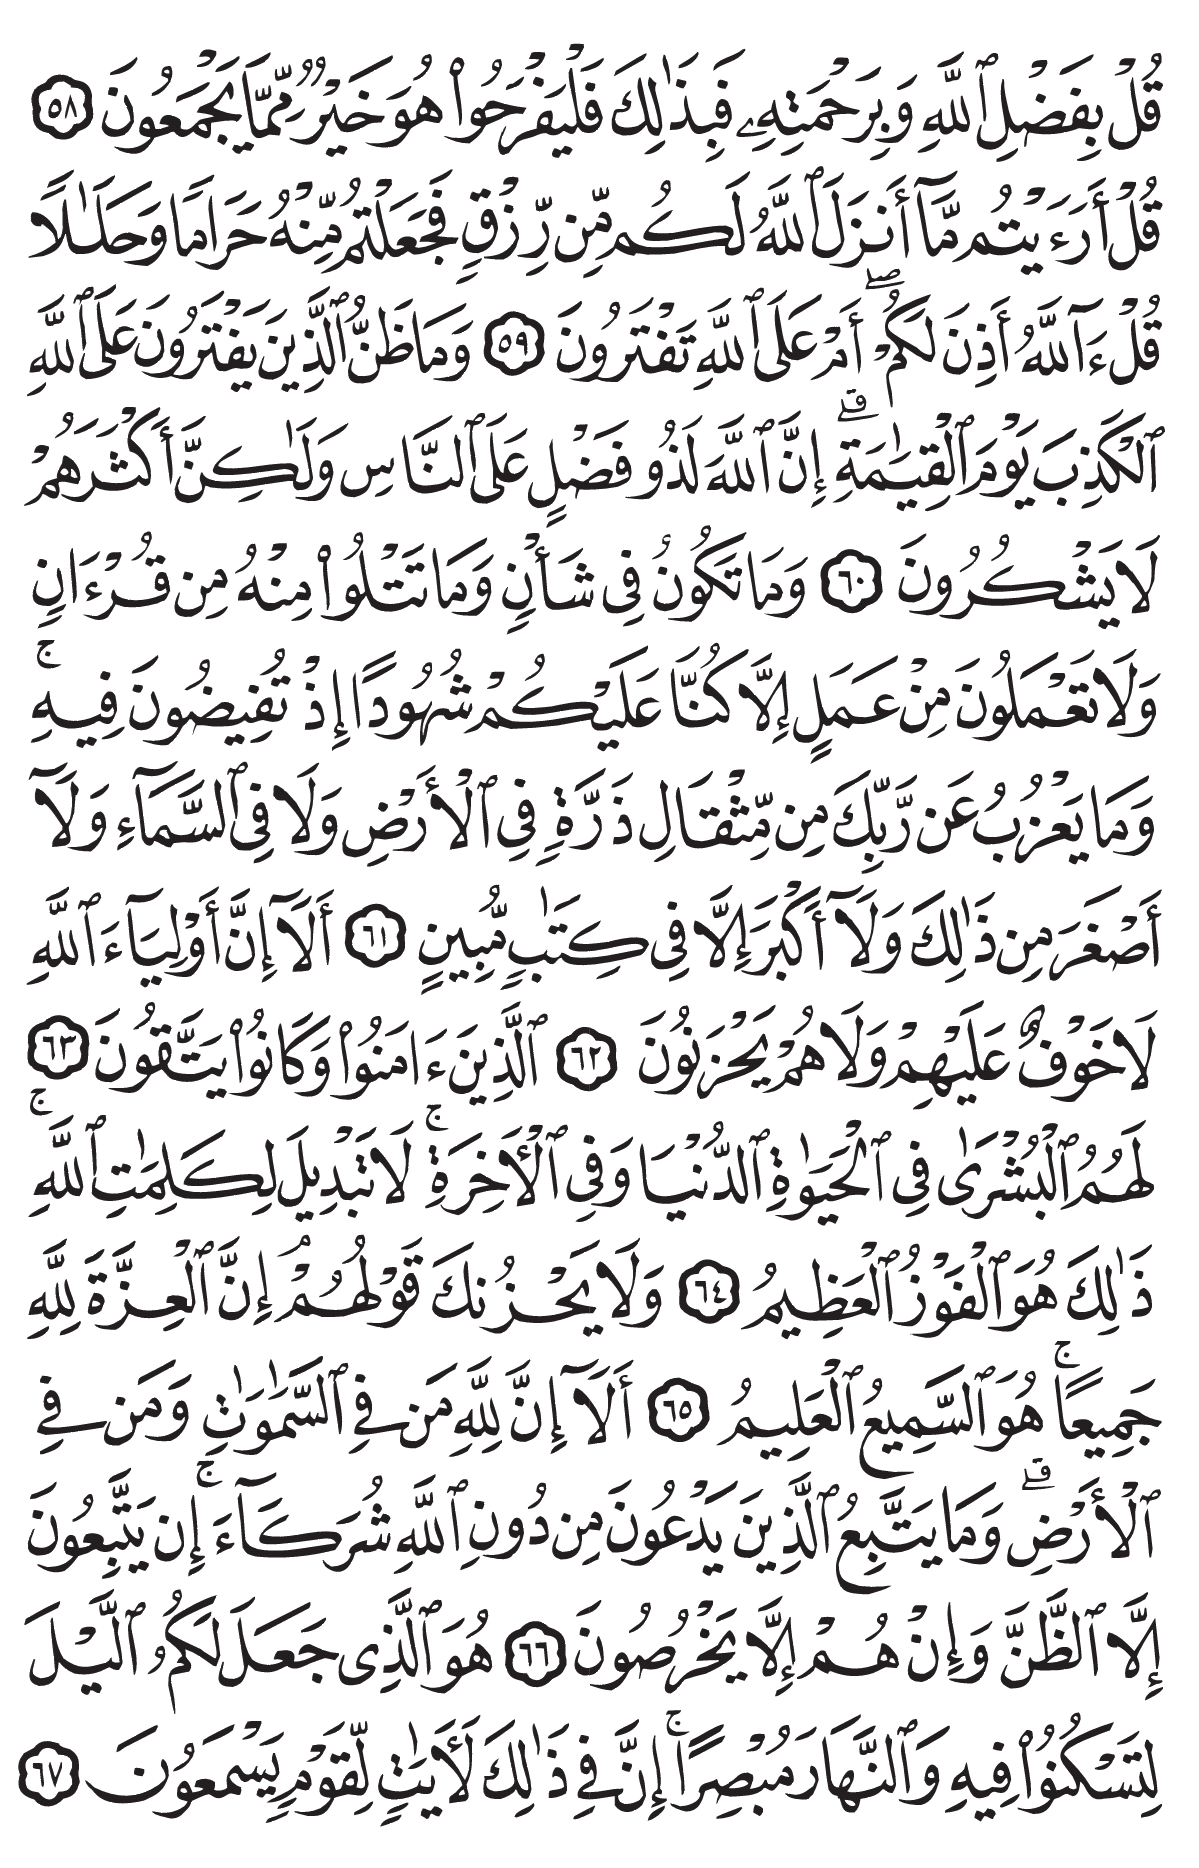 قُلْ بِفَضْلِ ٱللَّهِ وَبِرَحْمَتِهِۦ فَبِذَٰلِكَ فَلْيَفْرَحُوا۟ هُوَ خَيْرٌ مِّمَّا يَجْمَعُونَ ٥٨
قُلْ أَرَءَيْتُم مَّآ أَنزَلَ ٱللَّهُ لَكُم مِّن رِّزْقٍ فَجَعَلْتُم مِّنْهُ حَرَامًا وَحَلَٰلًا
قُلْ ءَآللَّهُ أَذِنَ لَكُمْ ۖ أَمْ عَلَى ٱللَّهِ تَفْتَرُونَ ٥٩ وَمَا ظَنُّ ٱلَّذِينَ يَفْتَرُونَ عَلَى ٱللَّهِ
ٱلْكَذِبَ يَوْمَ ٱلْقِيَٰمَةِ ۗ إِنَّ ٱللَّهَ لَذُو فَضْلٍ عَلَى ٱلنَّاسِ وَلَٰكِنَّ أَكْثَرَهُمْ
لَا يَشْكُرُونَ ٦٠ وَمَا تَكُونُ فِى شَأْنٍ وَمَا تَتْلُوا۟ مِنْهُ مِن قُرْءَانٍ
وَلَا تَعْمَلُونَ مِنْ عَمَلٍ إِلَّا كُنَّا عَلَيْكُمْ شُهُودًا إِذْ تُفِيضُونَ فِيهِ ۚ
وَمَا يَعْزُبُ عَن رَّبِّكَ مِن مِّثْقَالِ ذَرَّةٍ فِى ٱلْأَرْضِ وَلَا فِى ٱلسَّمَآءِ وَلَآ
أَصْغَرَ مِن ذَٰلِكَ وَلَآ أَكْبَرَ إِلَّا فِى كِتَٰبٍ مُّبِينٍ ٦١ أَلَآ إِنَّ أَوْلِيَآءَ ٱللَّهِ
لَا خَوْفٌ عَلَيْهِمْ وَلَا هُمْ يَحْزَنُونَ ٦٢ ٱلَّذِينَ ءَامَنُوا۟ وَكَانُوا۟ يَتَّقُونَ ٦٣
لَهُمُ ٱلْبُشْرَىٰ فِى ٱلْحَيَوٰةِ ٱلدُّنْيَا وَفِى ٱلْأَخِرَةِ ۚ لَا تَبْدِيلَ لِكَلِمَٰتِ ٱللَّهِ ۚ
ذَٰلِكَ هُوَ ٱلْفَوْزُ ٱلْعَظِيمُ ٦٤ وَلَا يَحْزُنكَ قَوْلُهُمْ ۘ إِنَّ ٱلْعِزَّةَ لِلَّهِ
جَمِيعًا ۚ هُوَ ٱلسَّمِيعُ ٱلْعَلِيمُ ٦٥ أَلَآ إِنَّ لِلَّهِ مَن فِى ٱلسَّمَٰوَٰتِ وَمَن فِى
ٱلْأَرْضِ ۗ وَمَا يَتَّبِعُ ٱلَّذِينَ يَدْعُونَ مِن دُونِ ٱللَّهِ شُرَكَآءَ ۚ إِن يَتَّبِعُونَ
إِلَّا ٱلظَّنَّ وَإِنْ هُمْ إِلَّا يَخْرُصُونَ ٦٦ هُوَ ٱلَّذِى جَعَلَ لَكُمُ ٱلَّيْلَ
لِتَسْكُنُوا۟ فِيهِ وَٱلنَّهَارَ مُبْصِرًا ۚ إِنَّ فِى ذَٰلِكَ لَأَيَٰتٍ لِّقَوْمٍ يَسْمَعُونَ ٦٧